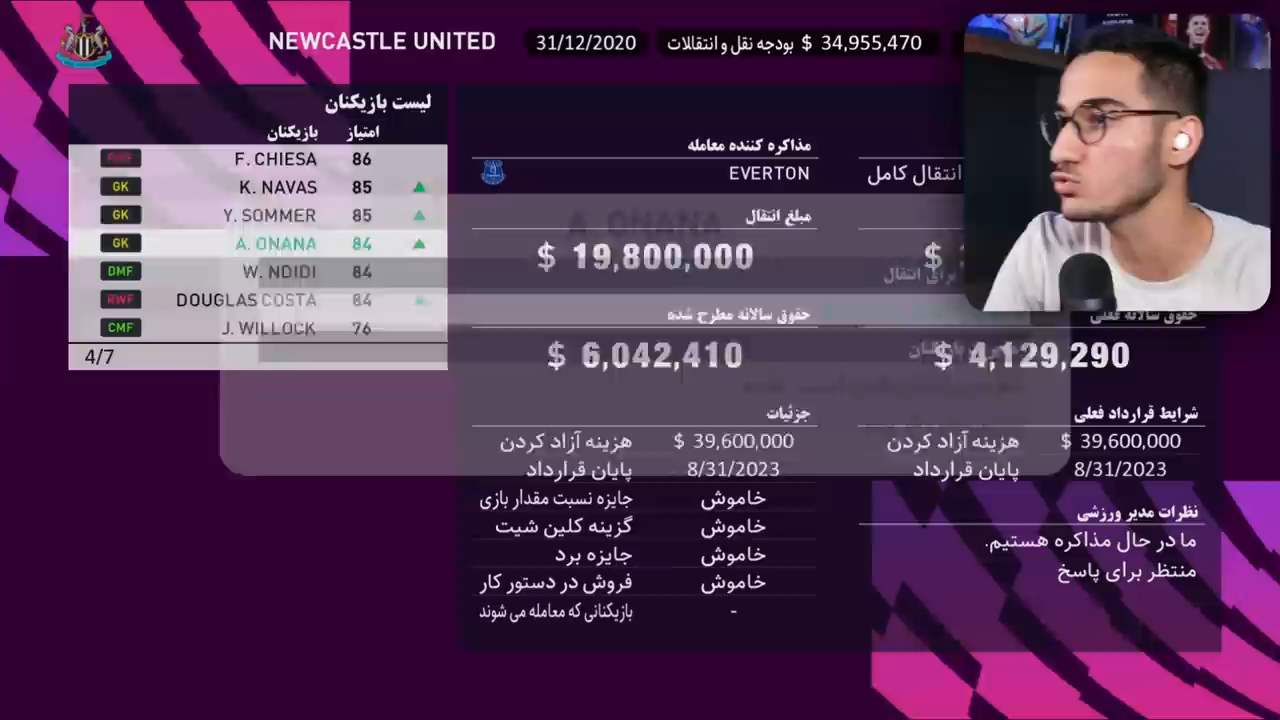 NEWCASTLE UNITED
31/12/2020
بودجه نقل و انتقالات $ 34,955,470
لیست بازیکنان
بازیکنان امتیاز
F. CHIESA 86
GK K. NAVAS 85
GK Y. SOMMER 85
GK A. ONANA 84
DMF W. NDIDI 84
RWF DOUGLAS COSTA 84
CMF J. WILLOCK 76
4/7
مذاکره کننده معامله
EVERTON
انتقال کامل
مبلغ انتقال
A. ONANA
$ 19,800,000
$
برای انتقال
حقوق سالانه مطرح شده
$ 6,042,410
حقوق سالانه فعلی
$ 4,129,290
جزئیات
هزینه آزاد کردن $ 39,600,000
پایان قرارداد 8/31/2023
جایزه نسبت مقدار بازی خاموش
گزینه کلین شیت خاموش
جایزه برد خاموش
فروش در دستور کار خاموش
بازیکنانی که معامله می شوند -
شرایط قرارداد فعلی
هزینه آزاد کردن $ 39,600,000
پایان قرارداد 8/31/2023
نظرات مدیر ورزشی
ما در حال مذاکره هستیم.
منتظر برای پاسخ